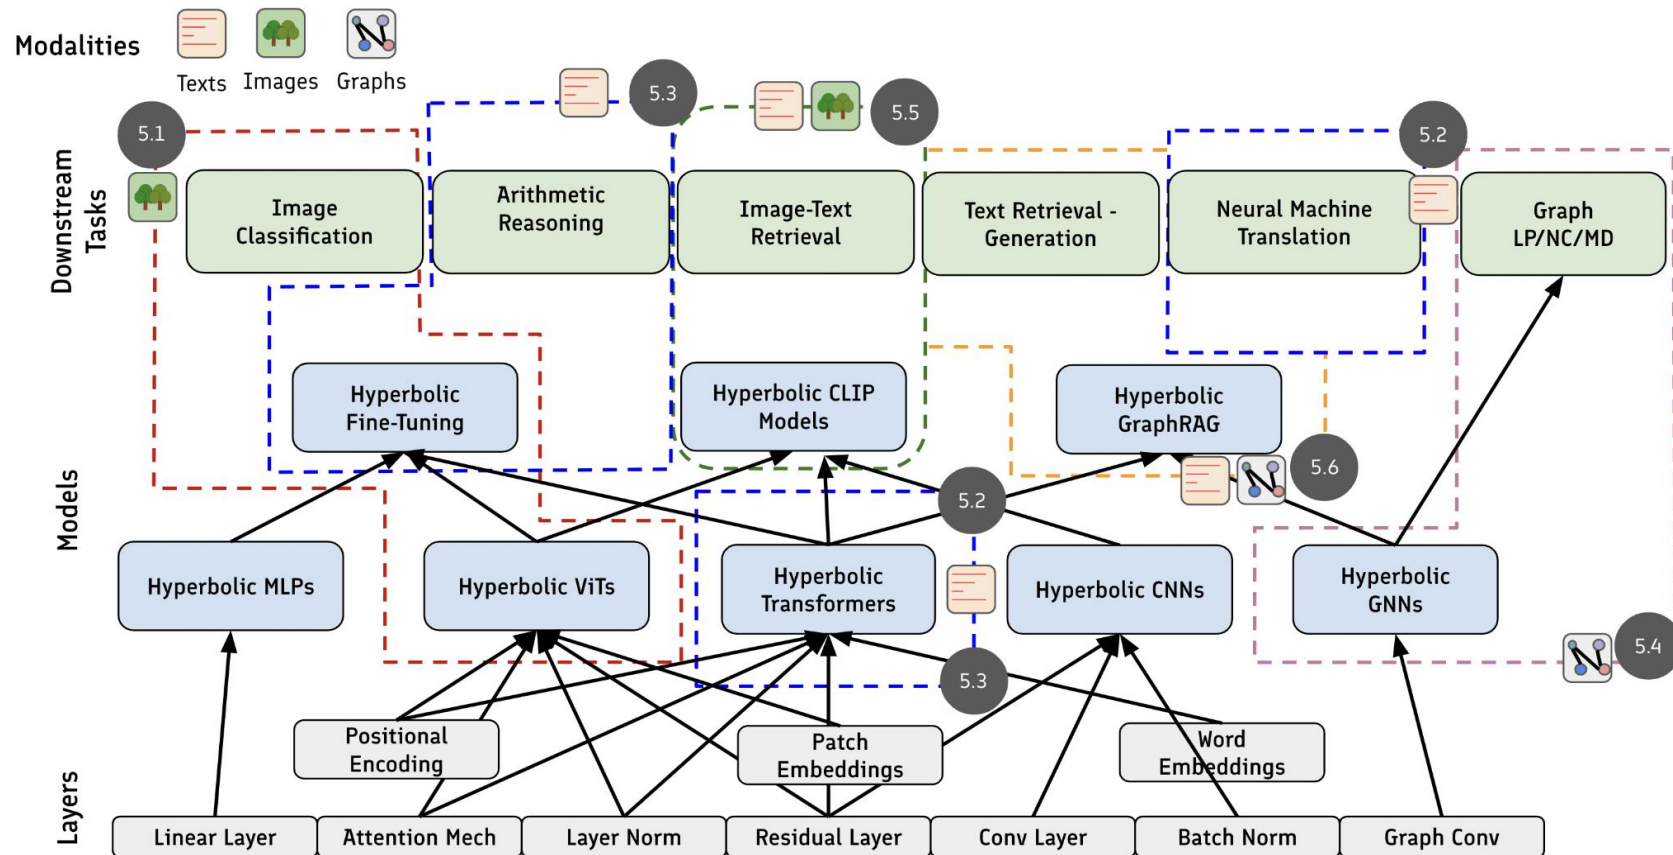 Modalities
Texts
Images
Graphs
5.1
5.3
5.5
5.2
Downstream
Tasks
Image
Classification
Arithmetic
Reasoning
Image-Text
Retrieval
Text Retrieval -
Generation
Neural Machine
Translation
Graph
LP/NC/MD
Models
Hyperbolic
Fine-Tuning
Hyperbolic CLIP
Models
Hyperbolic
GraphRAG
5.6
5.2
Hyperbolic MLPs
Hyperbolic ViTs
Hyperbolic
Transformers
Hyperbolic CNNs
Hyperbolic
GNNs
5.4
5.3
Layers
Positional
Encoding
Patch
Embeddings
Word
Embeddings
Linear Layer
Attention Mech
Layer Norm
Residual Layer
Conv Layer
Batch Norm
Graph Conv